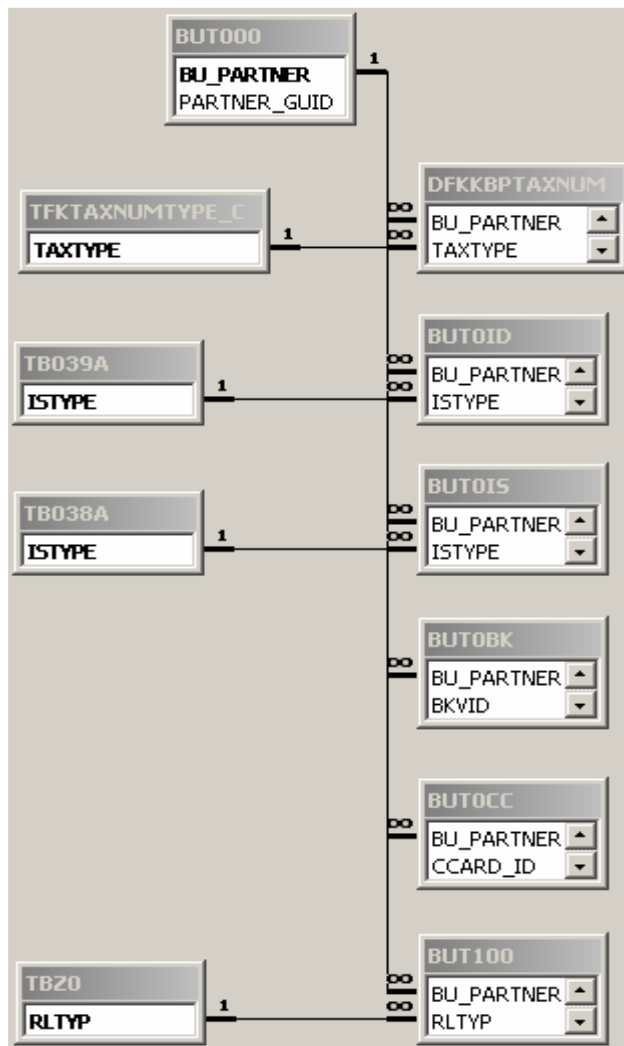 BUT000
BU_PARTNER
PARTNER_GUID
1
DFKKBPTAXNUM
BU_PARTNER
TAXTYPE
∞
∞
TFKTAXNUMTYPE_C
TAXTYPE
1
BUT0ID
BU_PARTNER
ISTYPE
∞
∞
TB039A
ISTYPE
1
BUT0IS
BU_PARTNER
ISTYPE
∞
∞
TB038A
ISTYPE
1
BUT0BK
BU_PARTNER
BKVID
∞
BUT0CC
BU_PARTNER
CCARD_ID
∞
BUT100
BU_PARTNER
RLTYP
∞
∞
TBZ0
RLTYP
1